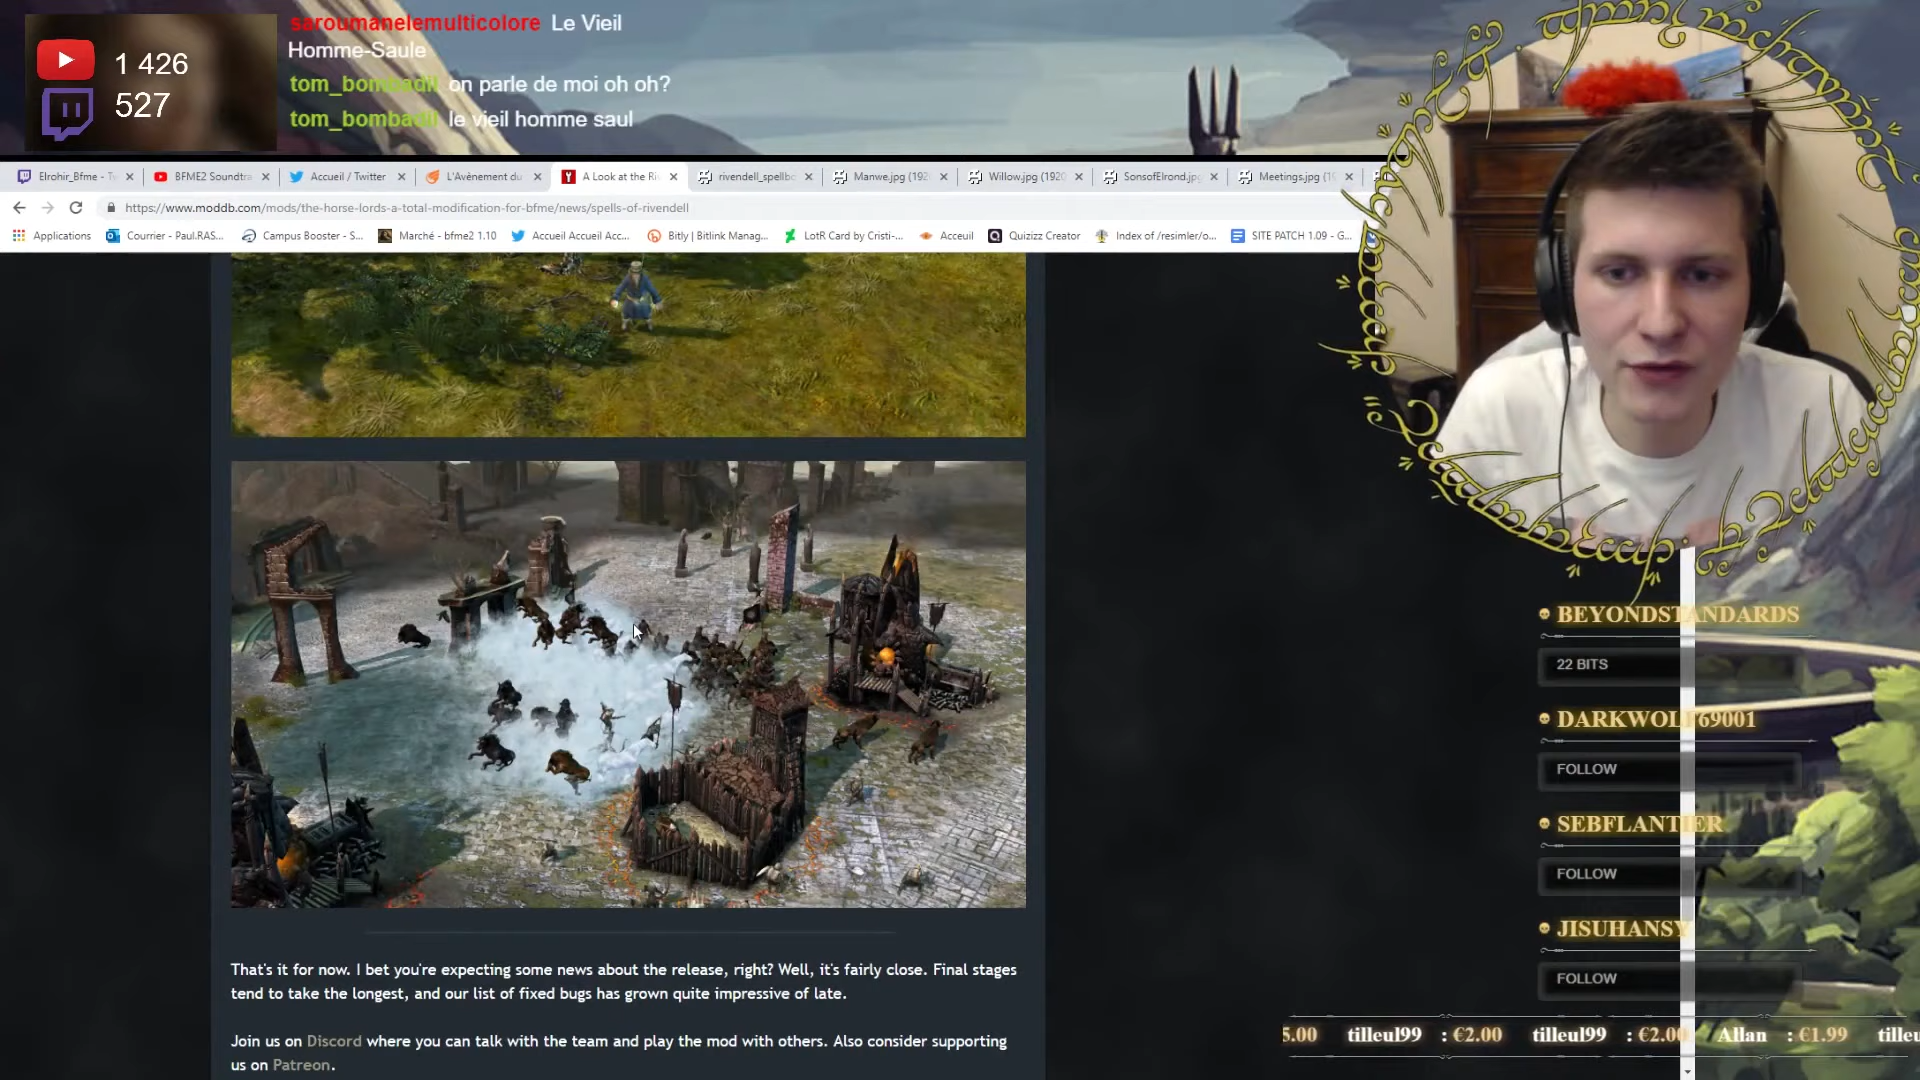 saroumanelemulticolore Le Vieil
Homme-Saule
tom_bombadil on parle de moi oh oh?
tom_bombadil le vieil homme saul
1 426
527
Elrohir_Bfme - Tw
BFME2 Soundtra
Accueil / Twitter
L'Avènement du
A Look at the Ri
rivendell_spellbo
Manwe.jpg (192
Willow.jpg (1920
SonsofElrond.jpg
Meetings.jpg (19
https://www.moddb.com/mods/the-horse-lords-a-total-modification-for-bfme/news/spells-of-rivendell
Applications
Courrier - Paul.RAS...
Campus Booster - S...
Marché - bfme2 1.10
Accueil Accueil Acc...
Bitly | Bitlink Manag...
LotR Card by Cristi-...
Acceuil
Quizizz Creator
Index of /resimler/o...
SITE PATCH 1.09 - G...
BEYONDSTANDARDS
22 BITS
DARKWOLF69001
FOLLOW
SEBFLANTIER
FOLLOW
JISUHANSY
FOLLOW
5.00 tilleul99 : €2.00 tilleul99 : €2.00 Allan : €1.99 tilleu
That's it for now. I bet you're expecting some news about the release, right? Well, it's fairly close. Final stages
tend to take the longest, and our list of fixed bugs has grown quite impressive of late.
Join us on Discord where you can talk with the team and play the mod with others. Also consider supporting
us on Patreon.